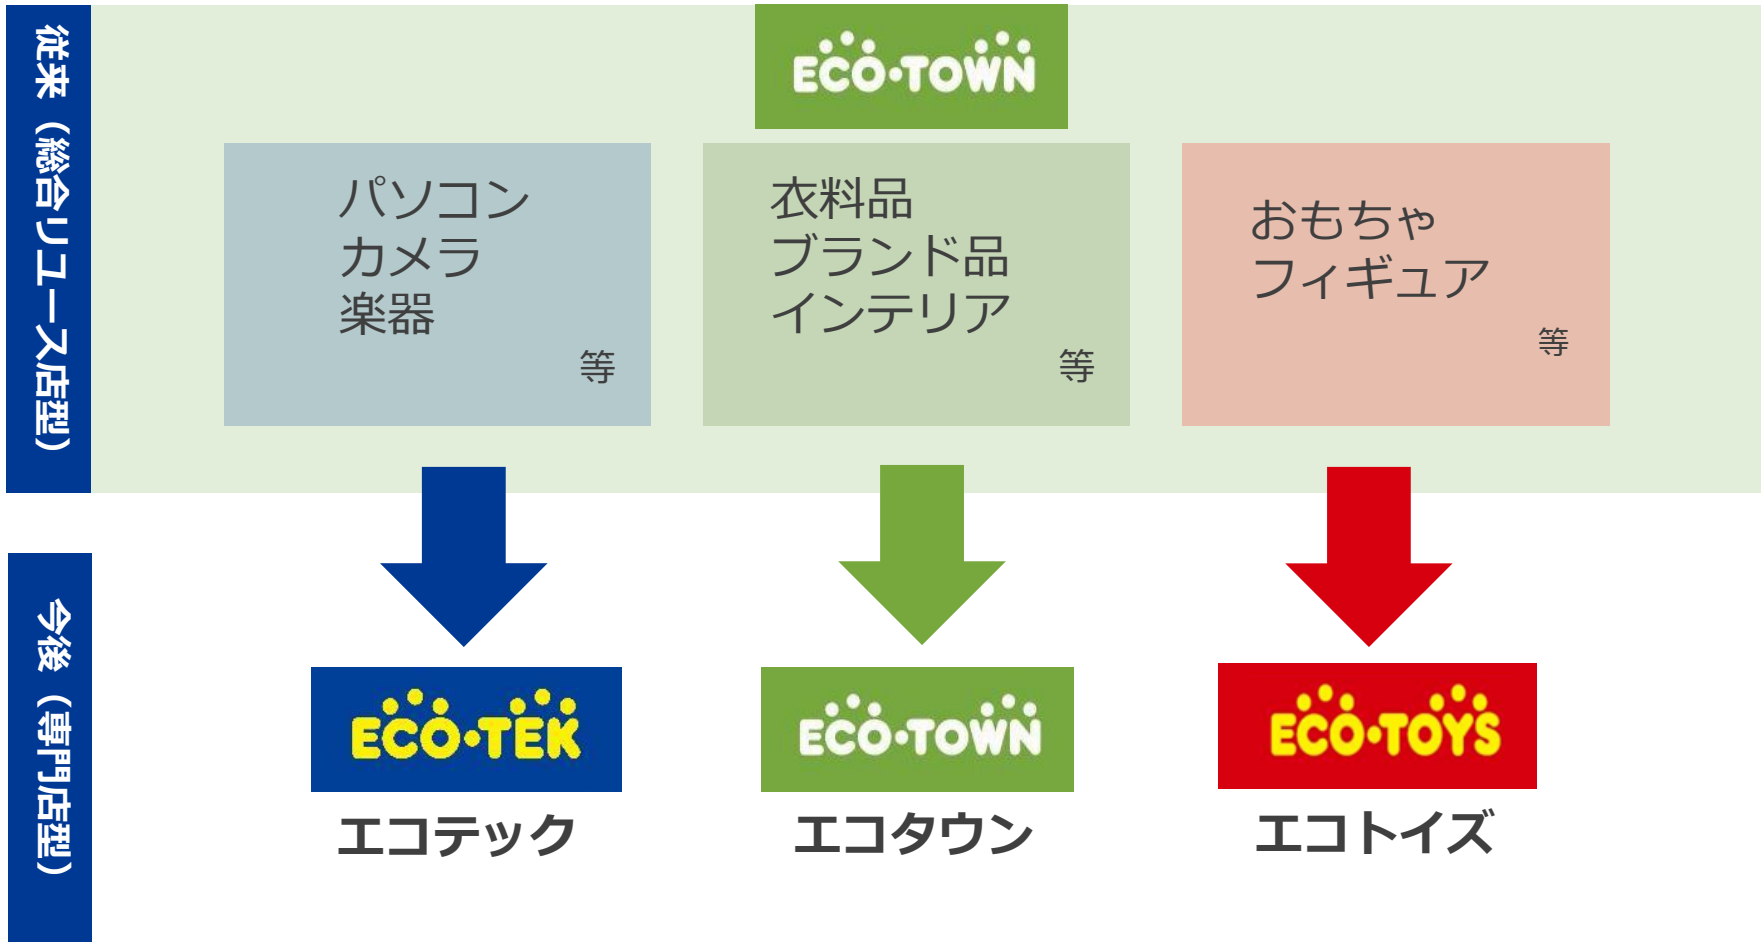 従来（総合リユース店型）
ECO・TOWN
パソコン
カメラ
楽器
等
衣料品
ブランド品
インテリア
等
おもちゃ
フィギュア
等
今後（専門店型）
ECO・TEK
エコテック
ECO・TOWN
エコタウン
ECO・TOYS
エコトイズ